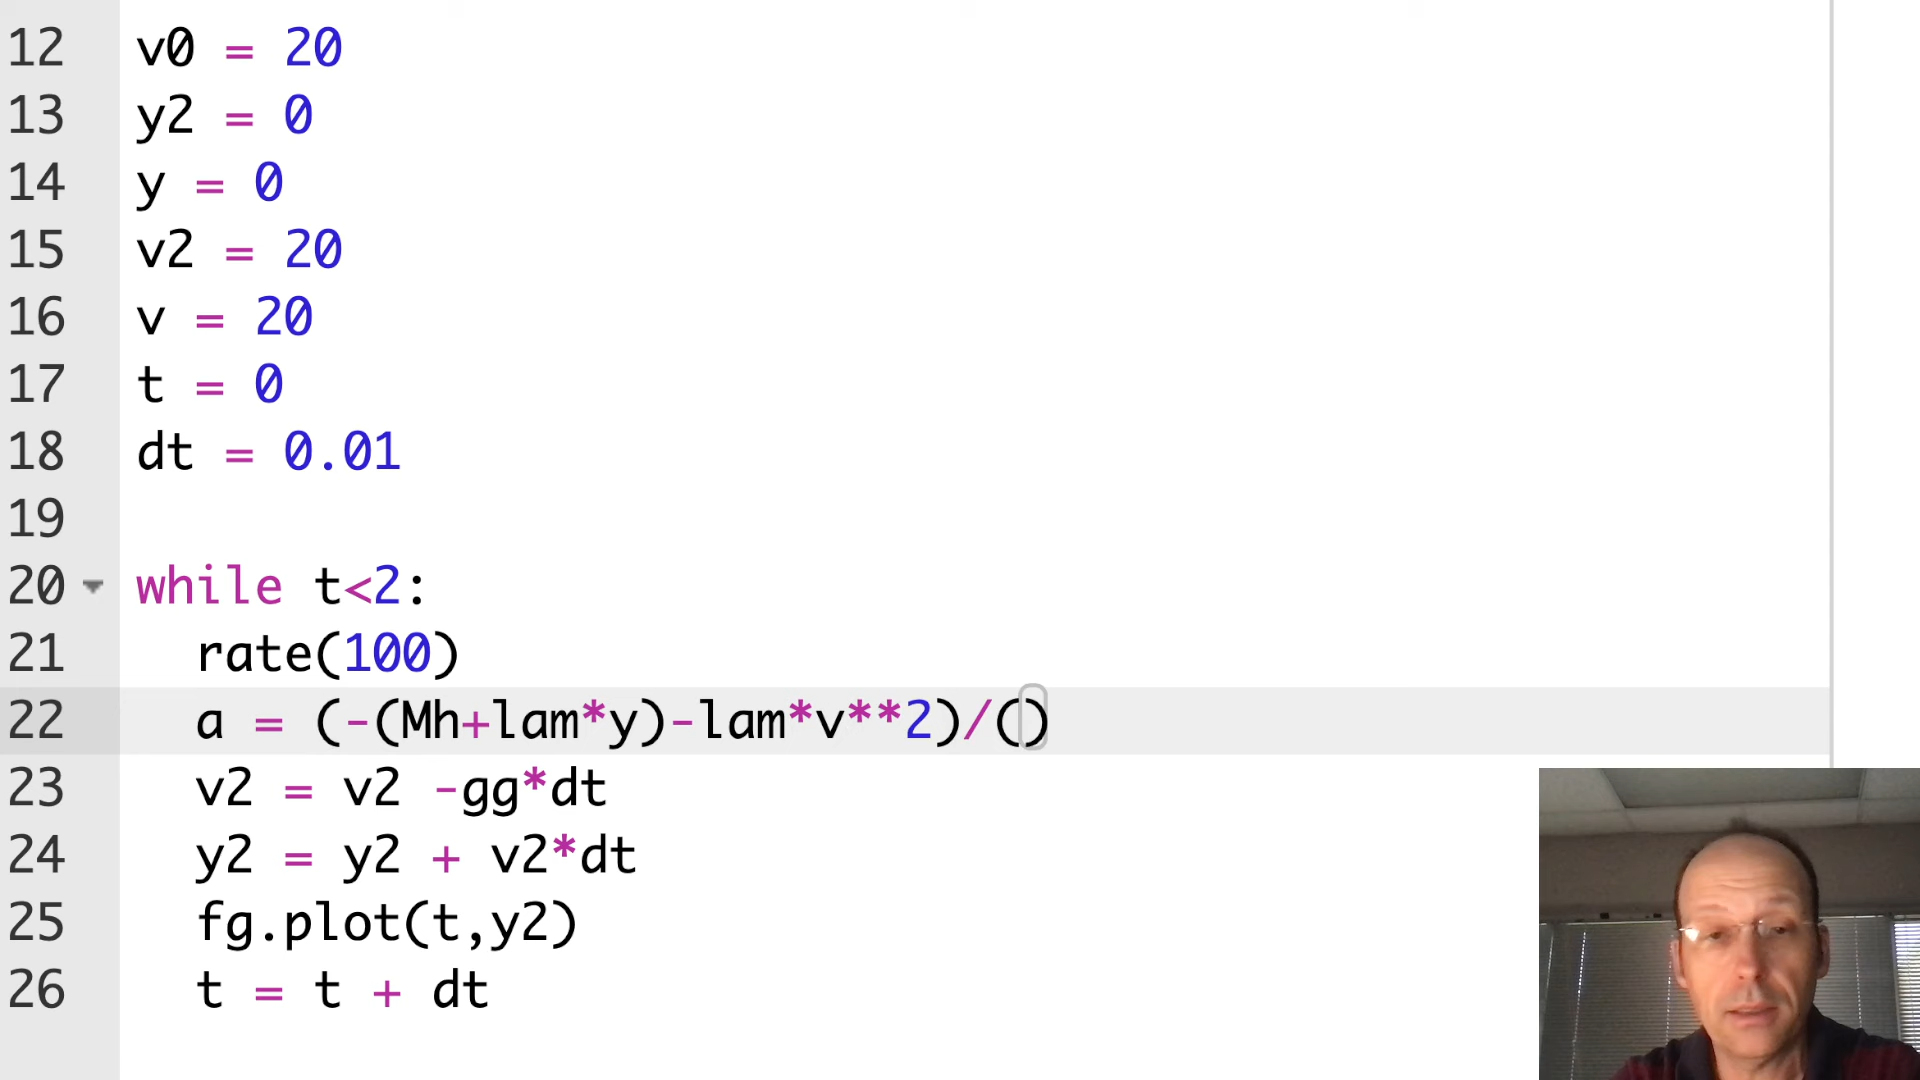 12 v0 = 20
13 y2 = 0
14 y = 0
15 v2 = 20
16 v = 20
17 t = 0
18 dt = 0.01
19
20 while t<2:
21 rate(100)
22 a = (-(Mh+lam*y)-lam*v**2)/()
23 v2 = v2 -gg*dt
24 y2 = y2 + v2*dt
25 fg.plot(t,y2)
26 t = t + dt